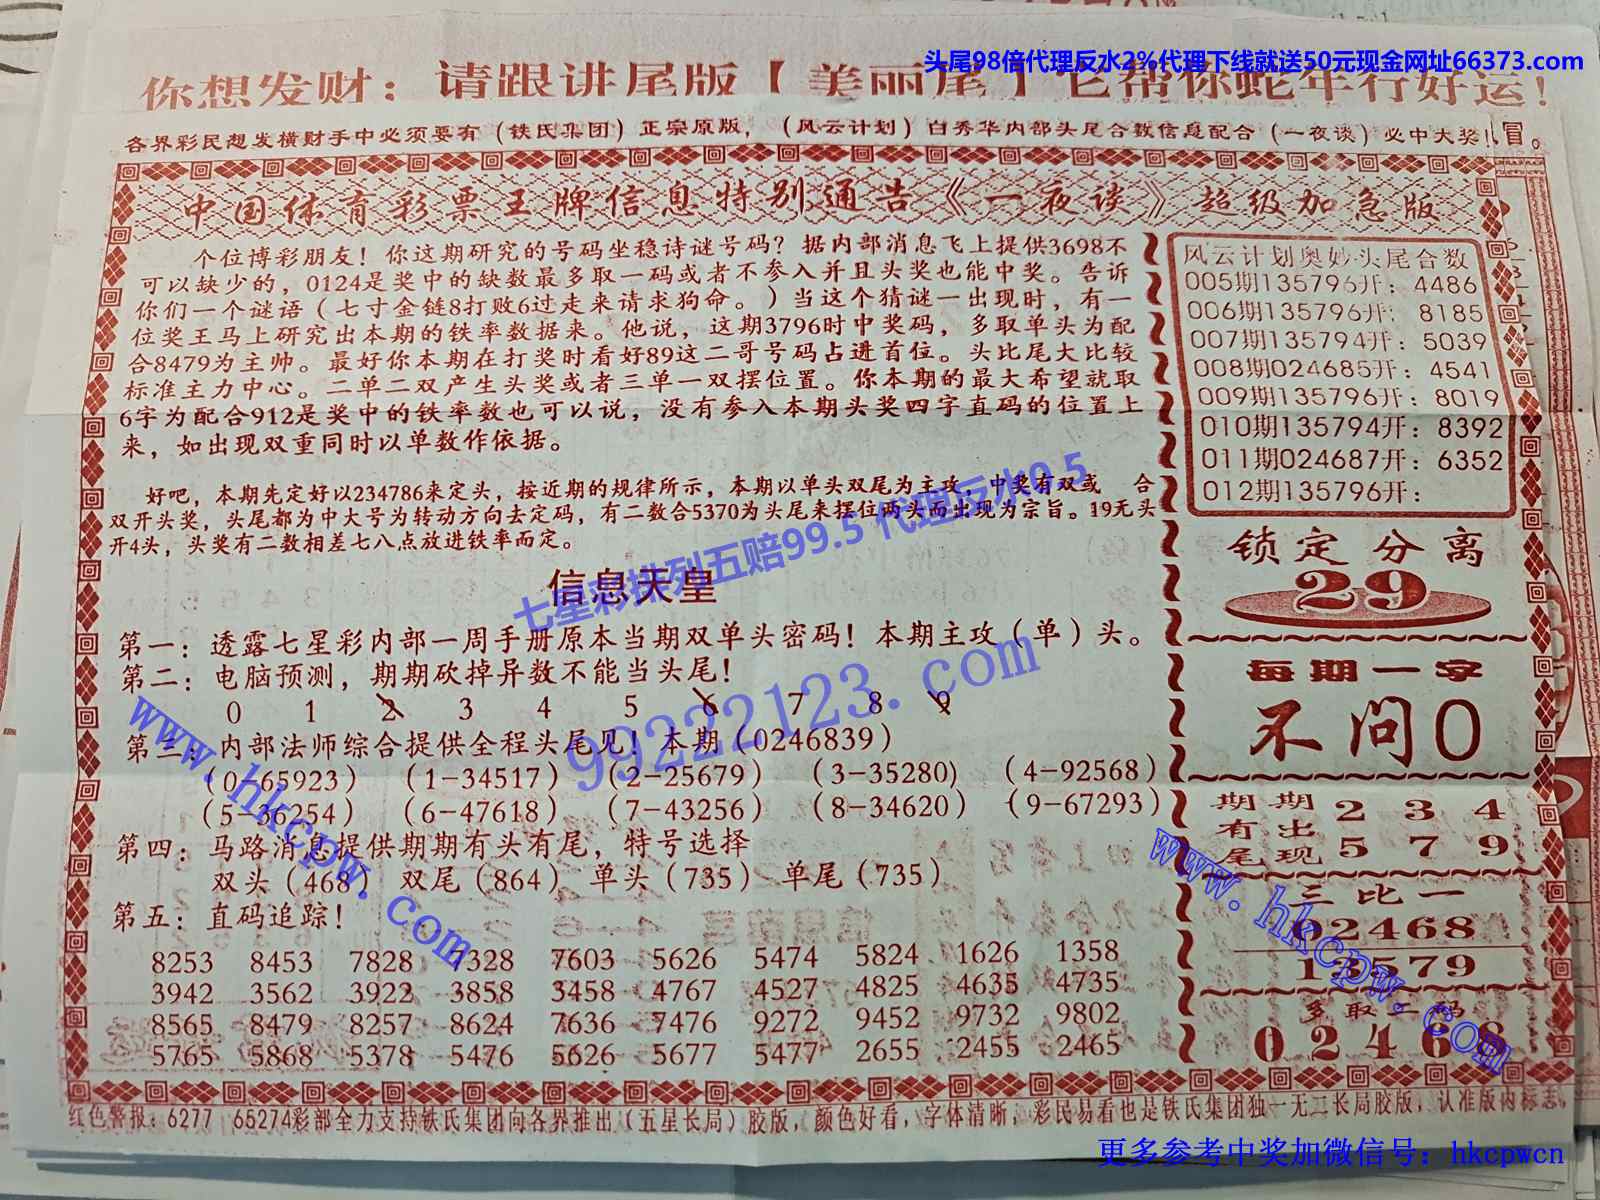 头尾98倍代理反水2%代理下线就送50元现金网址66373.com
你想发财：请跟讲尾版【美丽尾】它帮你蛇年行好运！
各界彩民想发横财手中必须要有（铁氏集团）正宗原版，（风云计划）白秀华内部头尾合数信息配合（一夜谈）必中大奖！
中国体育彩票王牌信息特别通告《一夜谈》超级加急版
个位博彩朋友！你这期研究的号码坐稳诗谜号码？据内部消息飞上提供3698不
可以缺少的，0124是奖中的缺数最多取一码或者不参入并且头奖也能中奖。告诉
你们一个谜语（七寸金链8打败6过走来请求狗命。）当这个猜谜一出现时，有一
位奖王马上研究出本期的铁率数据来。他说，这期3796时中奖码，多取单头为配
合8479为主帅。最好你本期在打奖时看好89这二哥号码占进首位。头比尾大比较
标准主力中心。二单二双产生头奖或者三单一双摆位置。你本期的最大希望就取
6字为配合912是奖中的铁率数也可以说，没有参入本期头奖四字直码的位置上
来，如出现双重同时以单数作依据。
好吧，本期先定好以234786来定头，按近期的规律所示，本期以单头双尾为主攻，中奖有双或 合
双开头奖，头尾都为中大号为转动方向去定码，有二数合5370为头尾来摆位两头而出现为宗旨。19无头
开4头，头奖有二数相差七八点放进铁率而定。
七星彩排列五赔99.5 代理反水9.5
信息天皇
第一：透露七星彩内部一周手册原本当期双单头密码！本期主攻（单）头。
第二：电脑预测，期期砍掉异数不能当头尾！
0 1 2 3 4 5 6 7 8 9
第三：内部法师综合提供全程头尾见！本期（0246839）
（0-65923） （1-34517） （2-25679） （3-35280) （4-92568）
（5-36254） （6-47618） （7-43256） （8-34620） （9-67293）
第四：马路消息提供期期有头有尾，特号选择
双头（468） 双尾（864） 单头（735） 单尾（735）
第五：直码追踪！
8253 8453 7828 7328 7603 5626 5474 5824 1626 1358
3942 3562 3922 3858 3458 4767 4527 4825 4635 4735
8565 8479 8257 8624 7636 7476 9272 9452 9732 9802
5765 5868 5378 5476 5626 5677 5477 2655 2455 2465
风云计划奥妙头尾合数
005期135796开：4486
006期135796开：8185
007期135794开：5039
008期024685开：4541
009期135796开：8019
010期135794开：8392
011期024687开：6352
012期135796开：
锁定分离
29
每期一字
不问0
期期 2 3 4
有出
尾现 5 7 9
三比一
02468
13579
多取二码
02468
99222123.com
www.hkcpw.com
www.hkcpw.com
红色警报：6277 65274彩部全力支持铁氏集团向各界推出（五星长局）胶版，颜色好看，字体清晰，彩民易看也是铁氏集团独一无二长局胶版，认准版内标志。
更多参考中奖加微信号：hkcpwcn